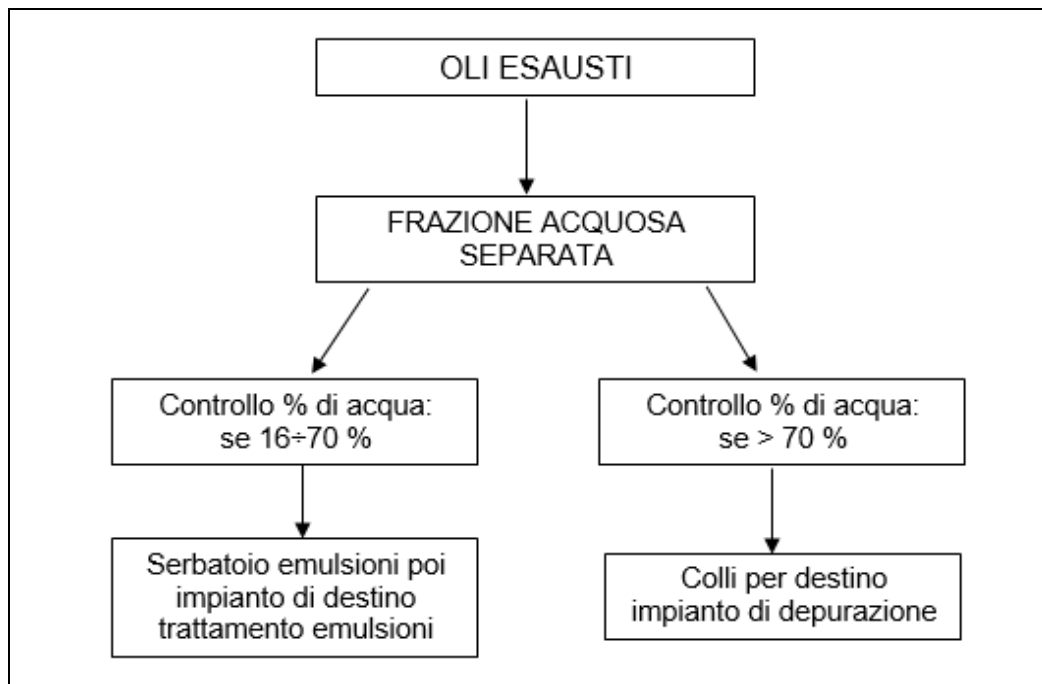 OLI ESAUSTI
FRAZIONE ACQUOSA
SEPARATA
Controllo % di acqua:
se 16÷70 %
Controllo % di acqua:
se > 70 %
Serbatoio emulsioni poi
impianto di destino
trattamento emulsioni
Colli per destino
impianto di depurazione